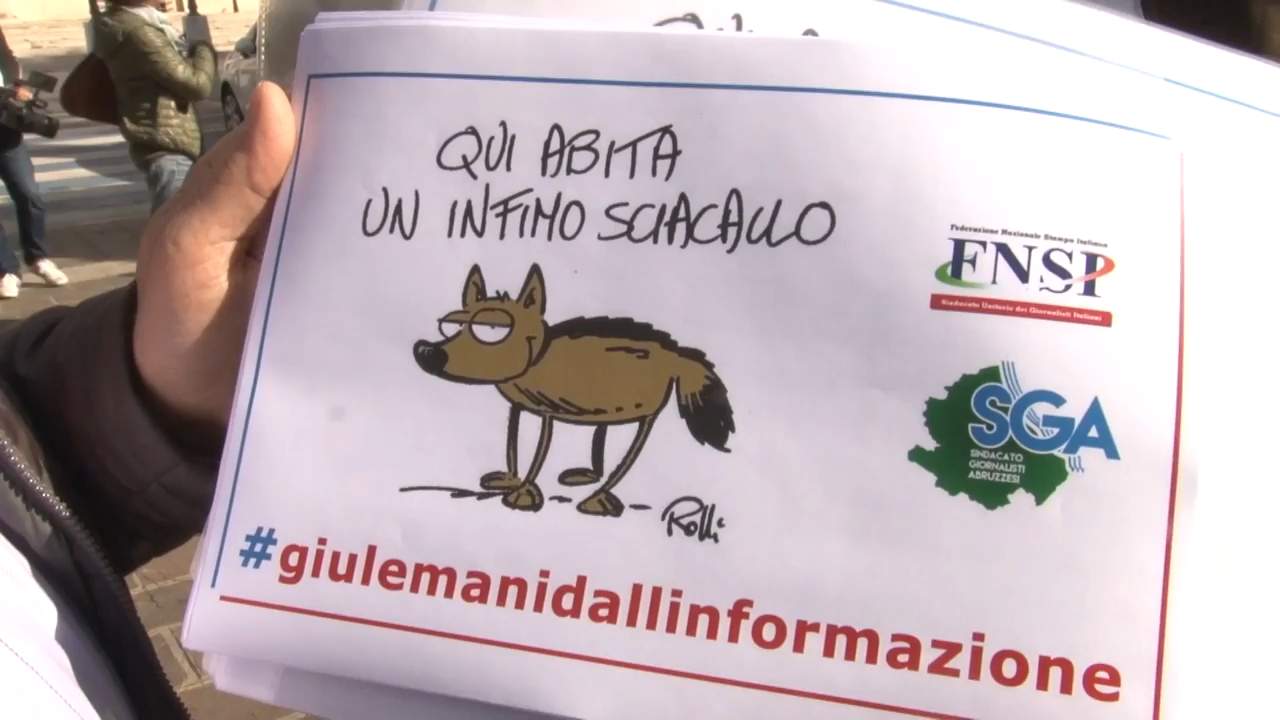 QUI ABITA
UN INFIMO SCIACALLO
Federazione Nazionale Stampa Italiana
FNSI
Sindacato Unitario dei Giornalisti Italiani
SGA
SINDACATO
GIORNALISTI
ABRUZZESI
Rolli
#giulemanidallinformazione